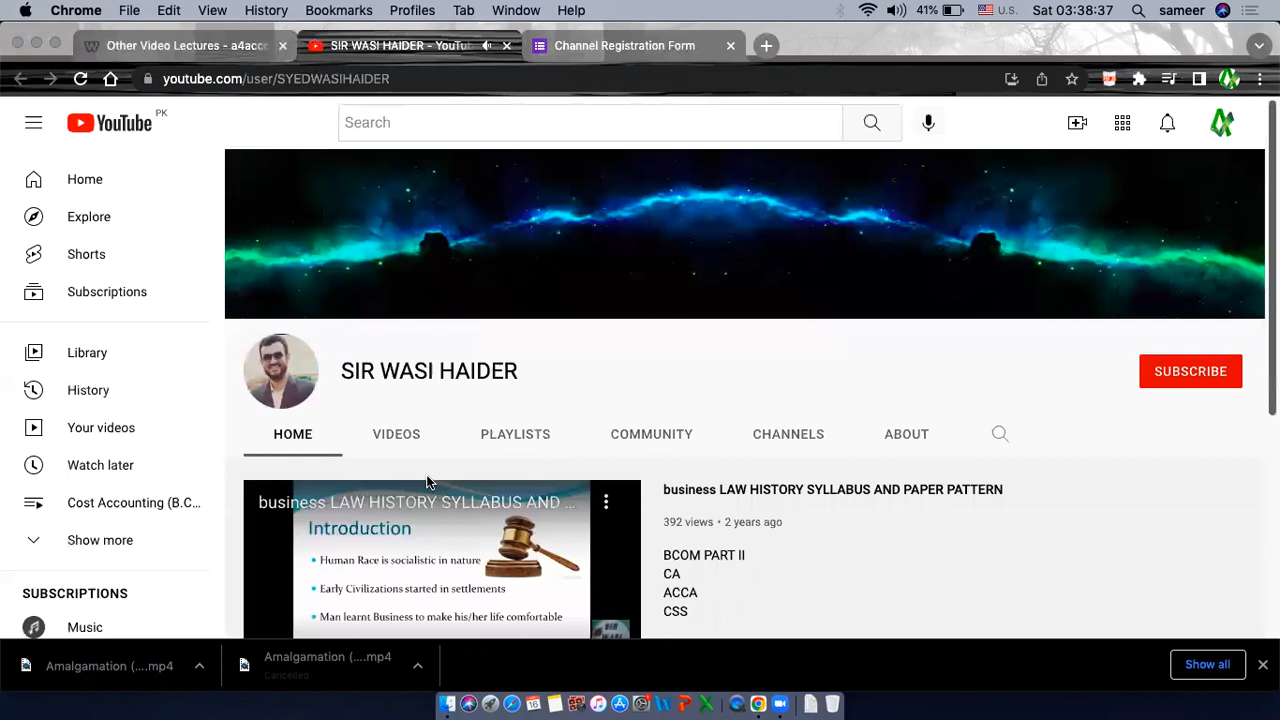 Chrome File Edit View History Bookmarks Profiles Tab Window Help 41% U.S. Sat 03:38:37 sameer
Other Video Lectures - a4acc
SIR WASI HAIDER - YouTu
Channel Registration Form
youtube.com/user/SYEDWASIHAIDER
YouTube PK
Search
Home
Explore
Shorts
Subscriptions
Library
History
Your videos
Watch later
Cost Accounting (B.C...
Show more
SUBSCRIPTIONS
Music
SIR WASI HAIDER
SUBSCRIBE
HOME VIDEOS PLAYLISTS COMMUNITY CHANNELS ABOUT
business LAW HISTORY SYLLABUS AND ...
Introduction
• Human Race is socialistic in nature
• Early Civilizations started in settlements
• Man learnt Business to make his/her life comfortable
business LAW HISTORY SYLLABUS AND PAPER PATTERN
392 views • 2 years ago
BCOM PART II
CA
ACCA
CSS
Amalgamation (....mp4
Amalgamation (....mp4
Cancelled
Show all